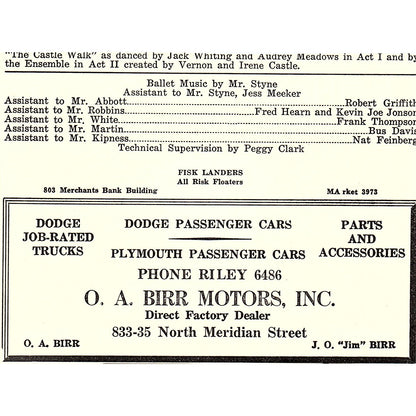 "The Castle Walk" as danced by Jack Whiting and Audrey Meadows in Act I and by
the Ensemble in Act II created by Vernon and Irene Castle.
Ballet Music by Mr. Styne
Assistant to Mr. Styne, Jess Meeker
Assistant to Mr. Abbott Robert Griffith
Assistant to Mr. Robbins Fred Hearn and Kevin Joe Jonson
Assistant to Mr. White Frank Thompson
Assistant to Mr. Martin Bus Davis
Assistant to Mr. Kipness Nat Feinberg
Technical Supervision by Peggy Clark
FISK LANDERS
All Risk Floaters
803 Merchants Bank Building MA rket 3973
DODGE JOB-RATED TRUCKS
DODGE PASSENGER CARS
PLYMOUTH PASSENGER CARS
PARTS AND ACCESSORIES
PHONE RILEY 6486
O. A. BIRR MOTORS, INC.
Direct Factory Dealer
833-35 North Meridian Street
O. A. BIRR J. O. "Jim" BIRR